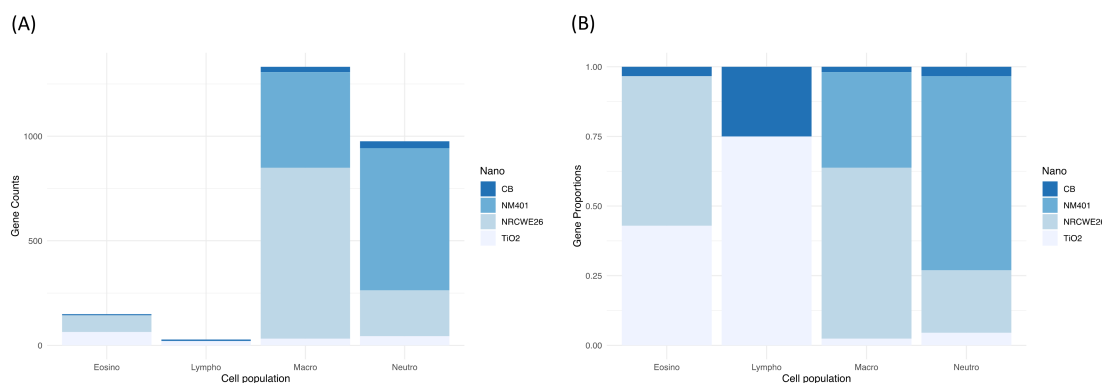 (A)
(B)
Gene Counts
1000
500
0
Eosino
Lympho
Macro
Neutro
Cell population
Nano
CB
NM401
NRCWE26
TiO2
Gene Proportions
1.00
0.75
0.50
0.25
0.00
Eosino
Lympho
Macro
Neutro
Cell population
Nano
CB
NM401
NRCWE26
TiO2